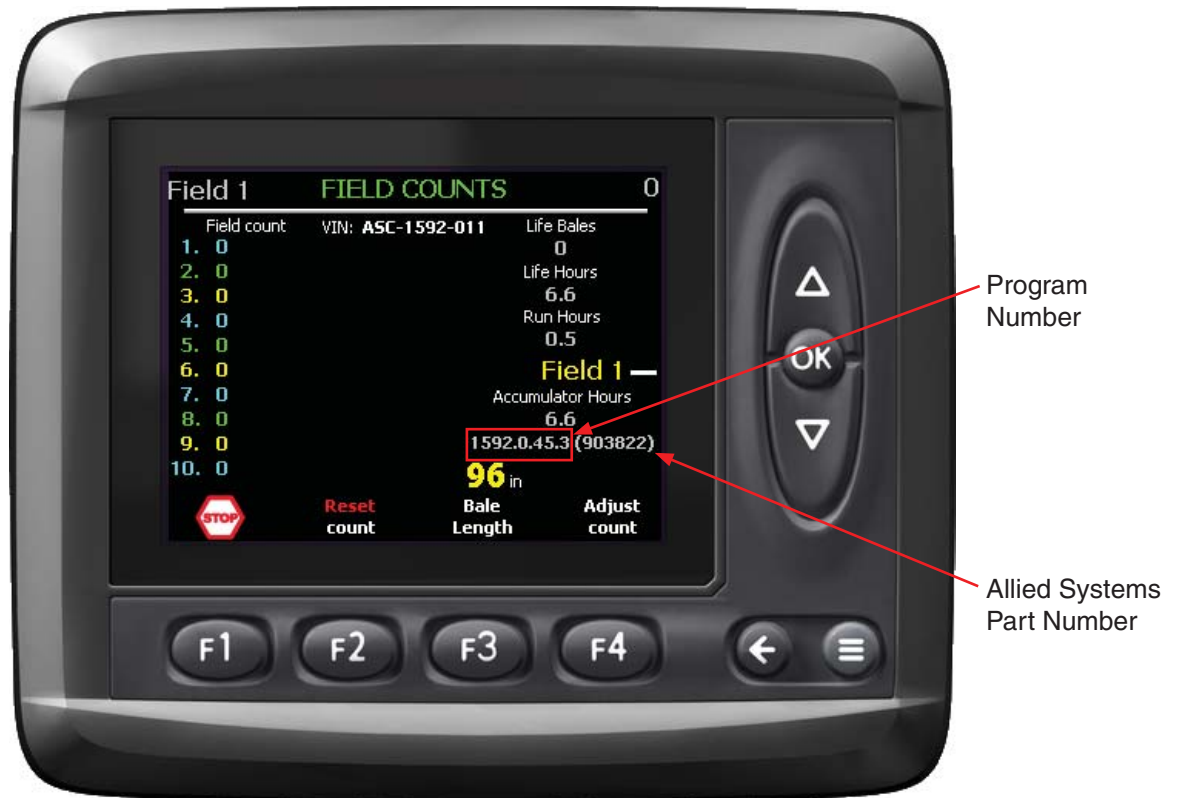 Field 1 FIELD COUNTS 0
Field count VIN: ASC-1592-011 Life Bales
1. 0 0
2. 0 Life Hours
3. 0 6.6
4. 0 Run Hours
5. 0 0.5
6. 0 Field 1
7. 0 Accumulator Hours
8. 0 6.6
9. 0 1592.0.45.3 (903822)
10. 0 96 in
STOP Reset Bale Adjust
count Length count
OK
F1 F2 F3 F4
Program
Number
Allied Systems
Part Number